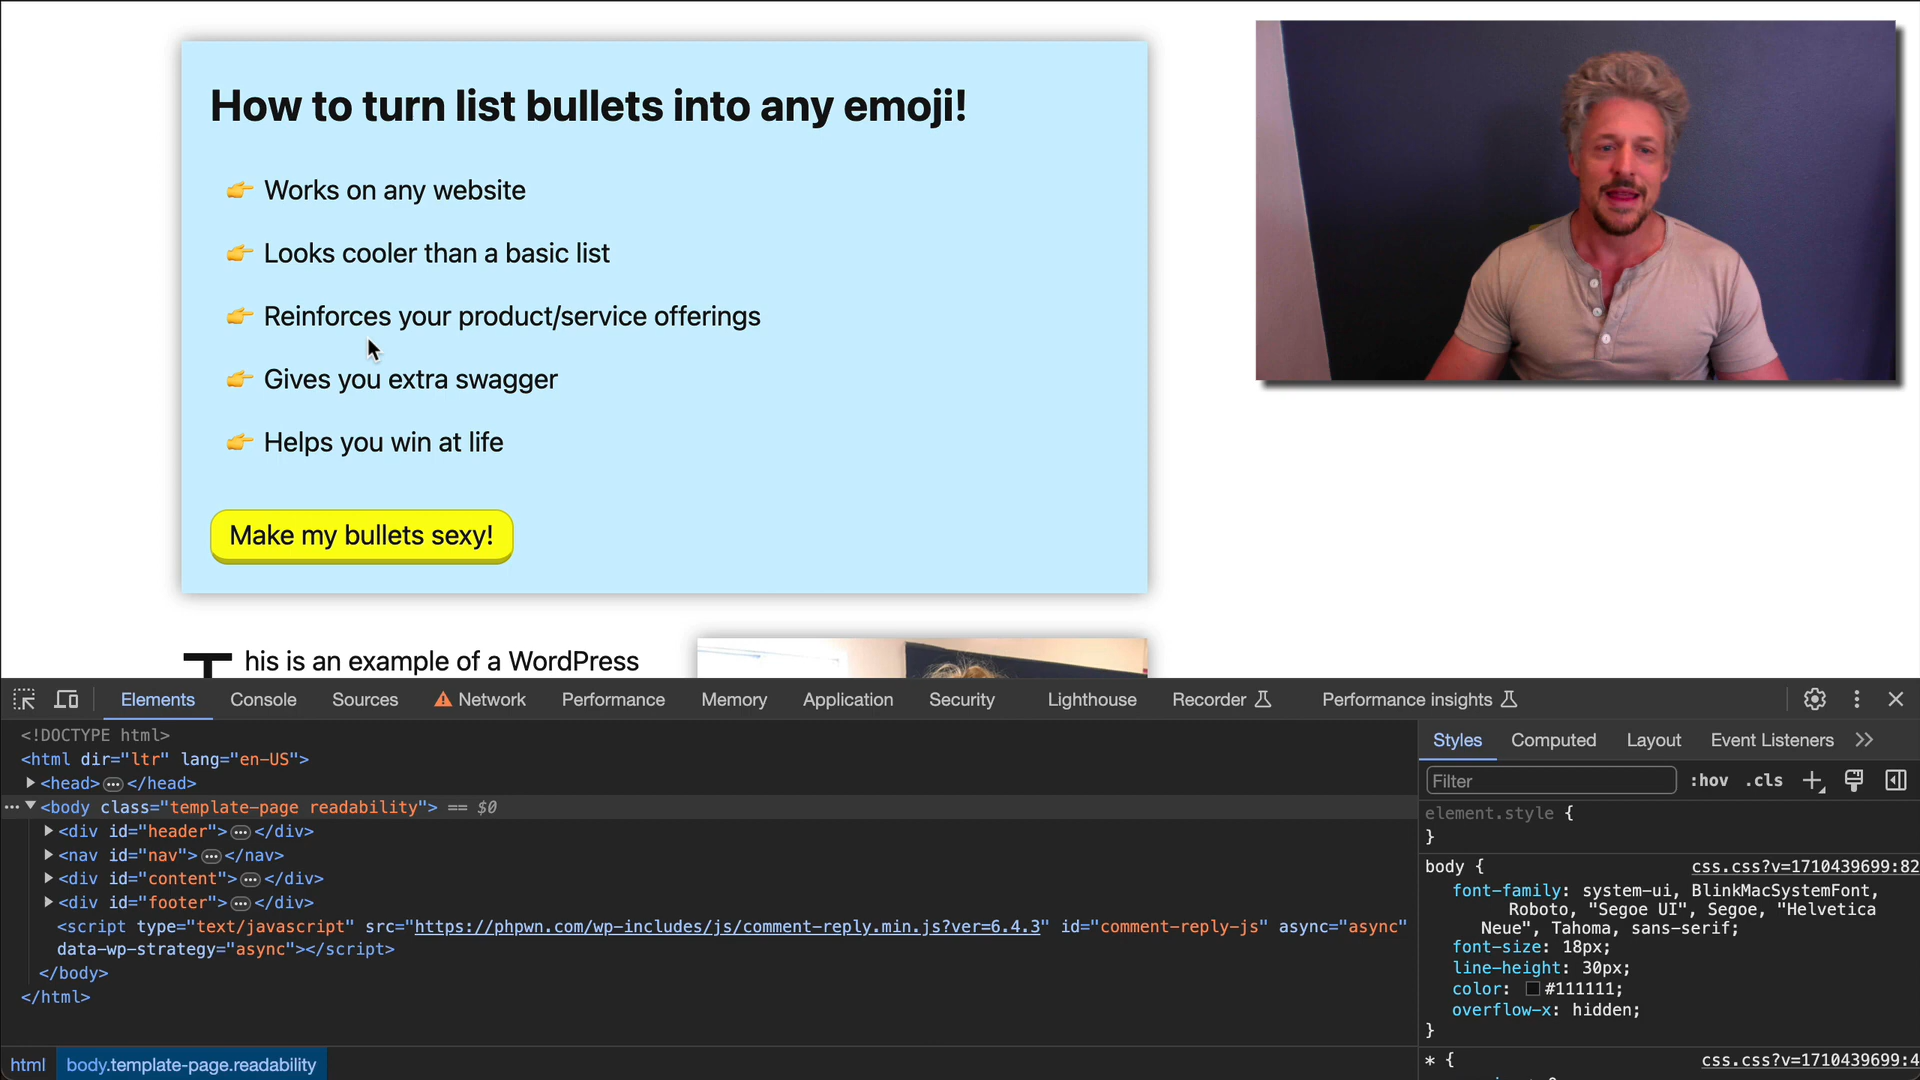 How to turn list bullets into any emoji!
👉 Works on any website
👉 Looks cooler than a basic list
👉 Reinforces your product/service offerings
👉 Gives you extra swagger
👉 Helps you win at life
Make my bullets sexy!
This is an example of a WordPress
Elements Console Sources Network Performance Memory Application Security Lighthouse Recorder Performance insights
<!DOCTYPE html>
<html dir="ltr" lang="en-US">
<head>…</head>
<body class="template-page readability"> == $0
<div id="header">…</div>
<nav id="nav">…</nav>
<div id="content">…</div>
<div id="footer">…</div>
<script type="text/javascript" src="https://phpwn.com/wp-includes/js/comment-reply.min.js?ver=6.4.3" id="comment-reply-js" async="async"
data-wp-strategy="async"></script>
</body>
</html>
html body.template-page.readability
Styles Computed Layout Event Listeners
Filter :hov .cls
element.style {
}
body { css.css?v=1710439699:82
font-family: system-ui, BlinkMacSystemFont,
Roboto, "Segoe UI", Segoe, "Helvetica
Neue", Tahoma, sans-serif;
font-size: 18px;
line-height: 30px;
color: #111111;
overflow-x: hidden;
}
* { css.css?v=1710439699:4